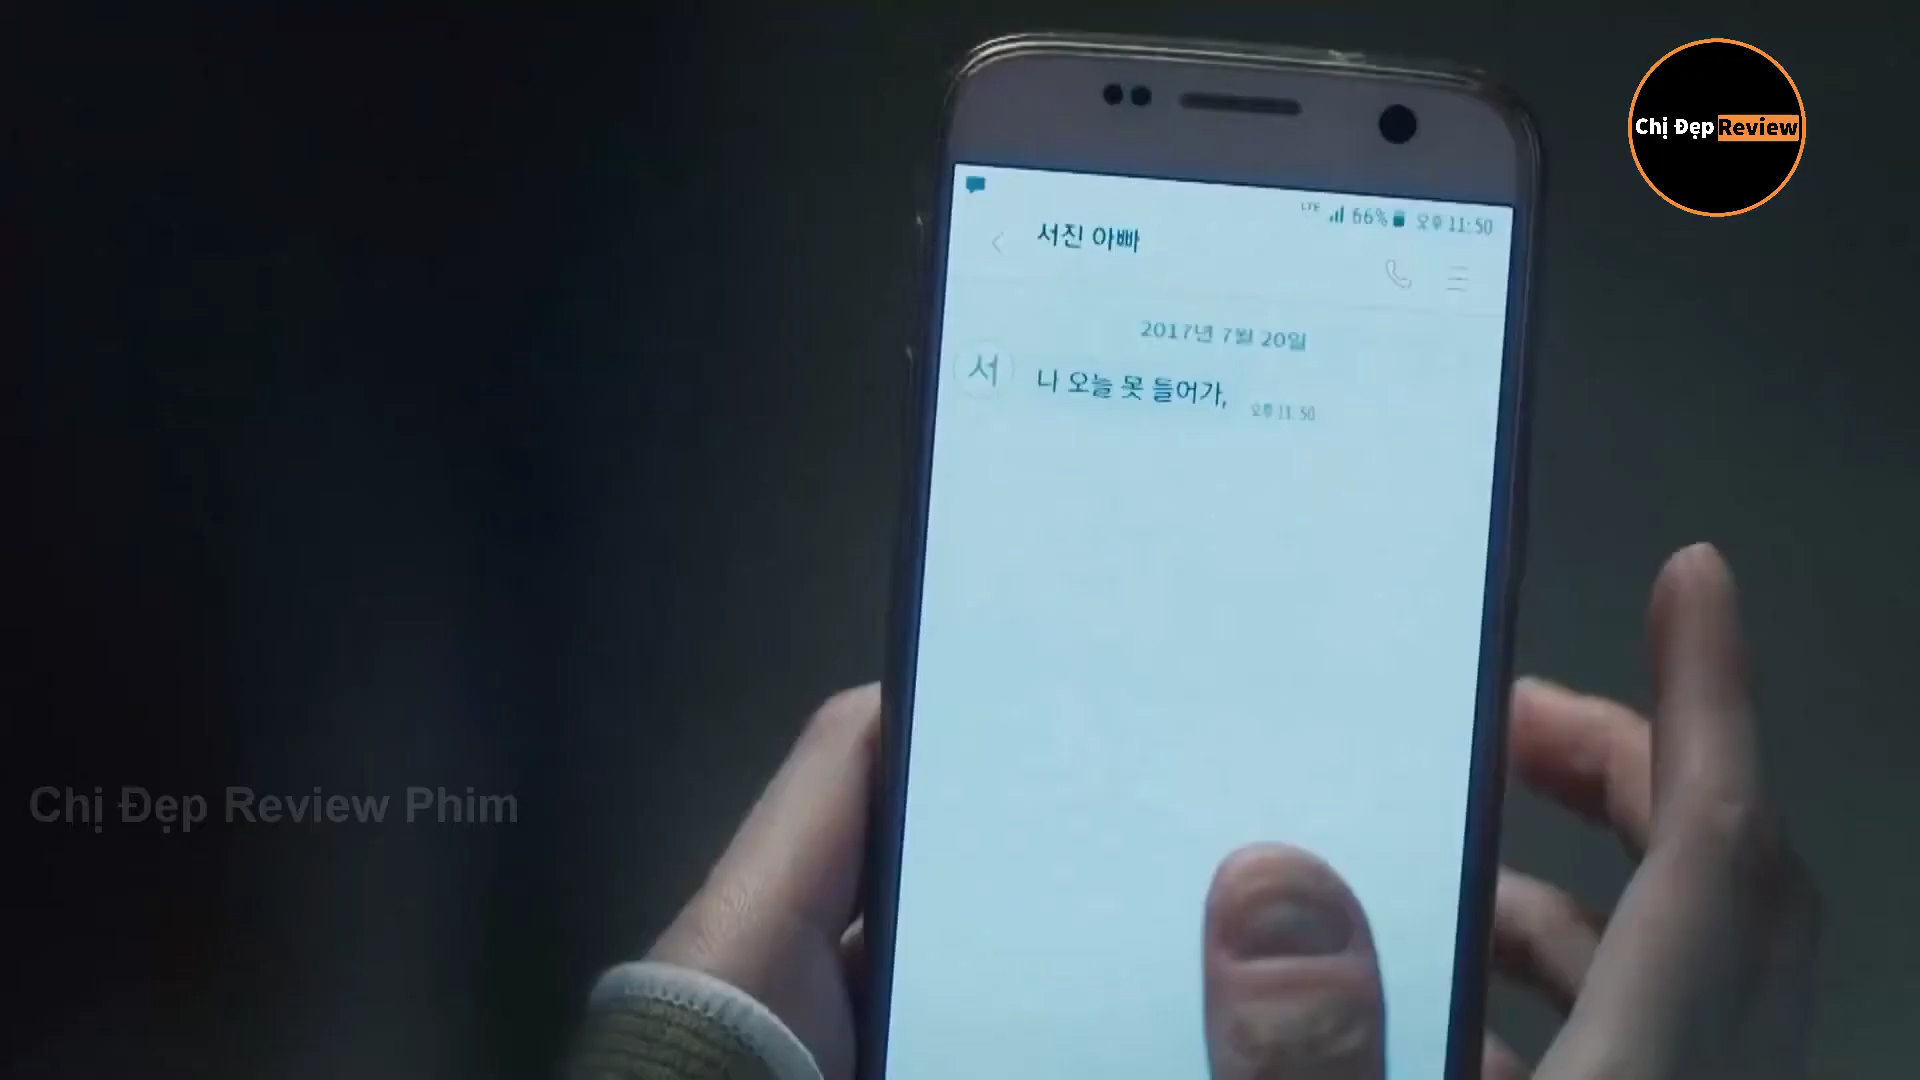 Chị Đẹp Review
LTE 66% 오후 11:50
서진 아빠
2017년 7월 20일
서
나 오늘 못 들어가,
오후 11:50
Chị Đẹp Review Phim